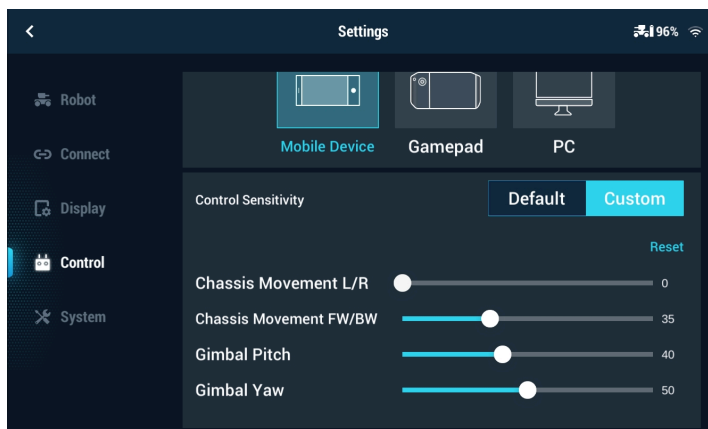 Settings
96%
Robot
Connect
Display
Control
System
Mobile Device Gamepad PC
Control Sensitivity Default Custom
Reset
Chassis Movement L/R 0
Chassis Movement FW/BW 35
Gimbal Pitch 40
Gimbal Yaw 50